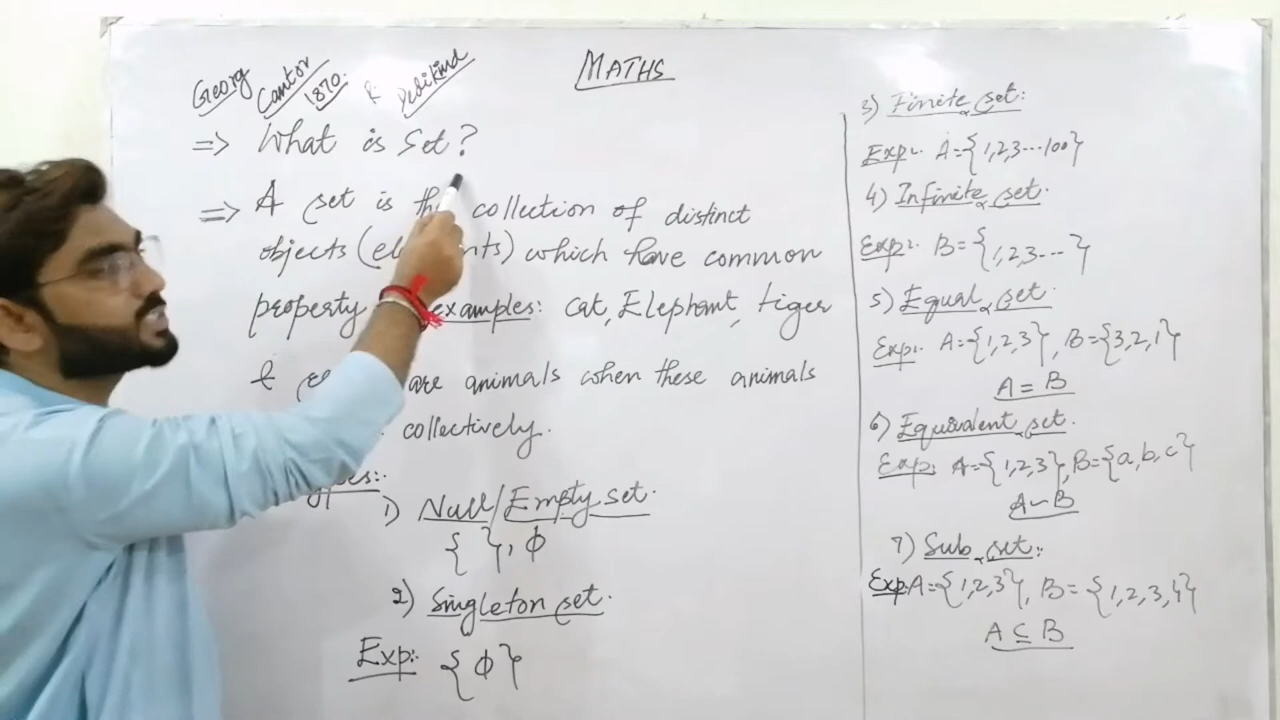 MATHS
Georg Cantor 1870. R. Dedikind
=> What is Set?
=> A set is the collection of distinct
objects ( ) which have common
property examples: cat, Elephant, tiger
are animals when these animals
collectively.
1) Null/Empty set.
{ }, ϕ
2) Singleton set.
Exp:- {ϕ}
3) Finite set:
Exp:- A={1,2,3---100}
4) Infinite set.
Exp:- B={1,2,3---}
5) Equal set.
Exp:- A={1,2,3}, B={3,2,1}
A = B
6) Equivalent set.
Exp:- A={1,2,3}, B={a,b,c}
A~B
7) Sub set:-
Exp:A={1,2,3}, B={1,2,3,4}
A ⊆ B